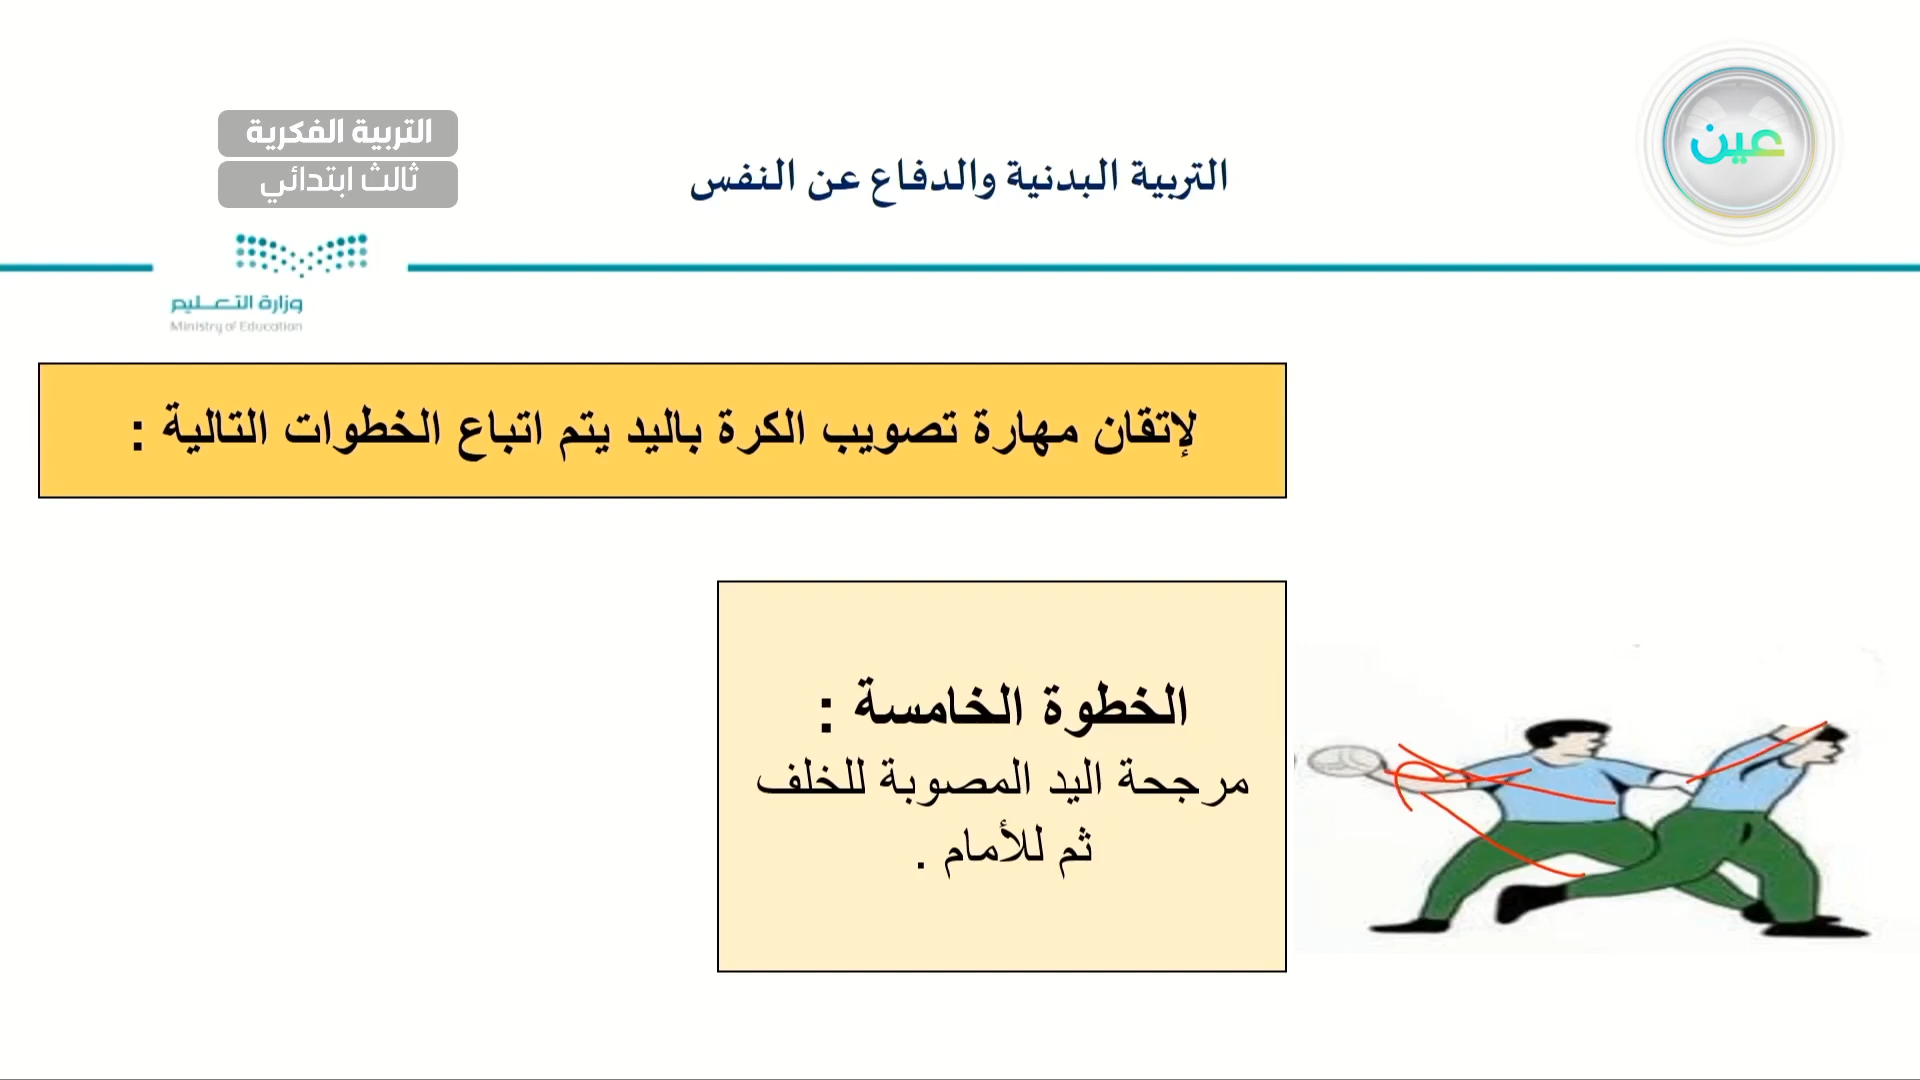 عين
التربية الفكرية
ثالث ابتدائي
التربية البدنية والدفاع عن النفس
وزارة التعليم
Ministry of Education
لإتقان مهارة تصويب الكرة باليد يتم اتباع الخطوات التالية :
الخطوة الخامسة :
مرجحة اليد المصوبة للخلف
ثم للأمام .